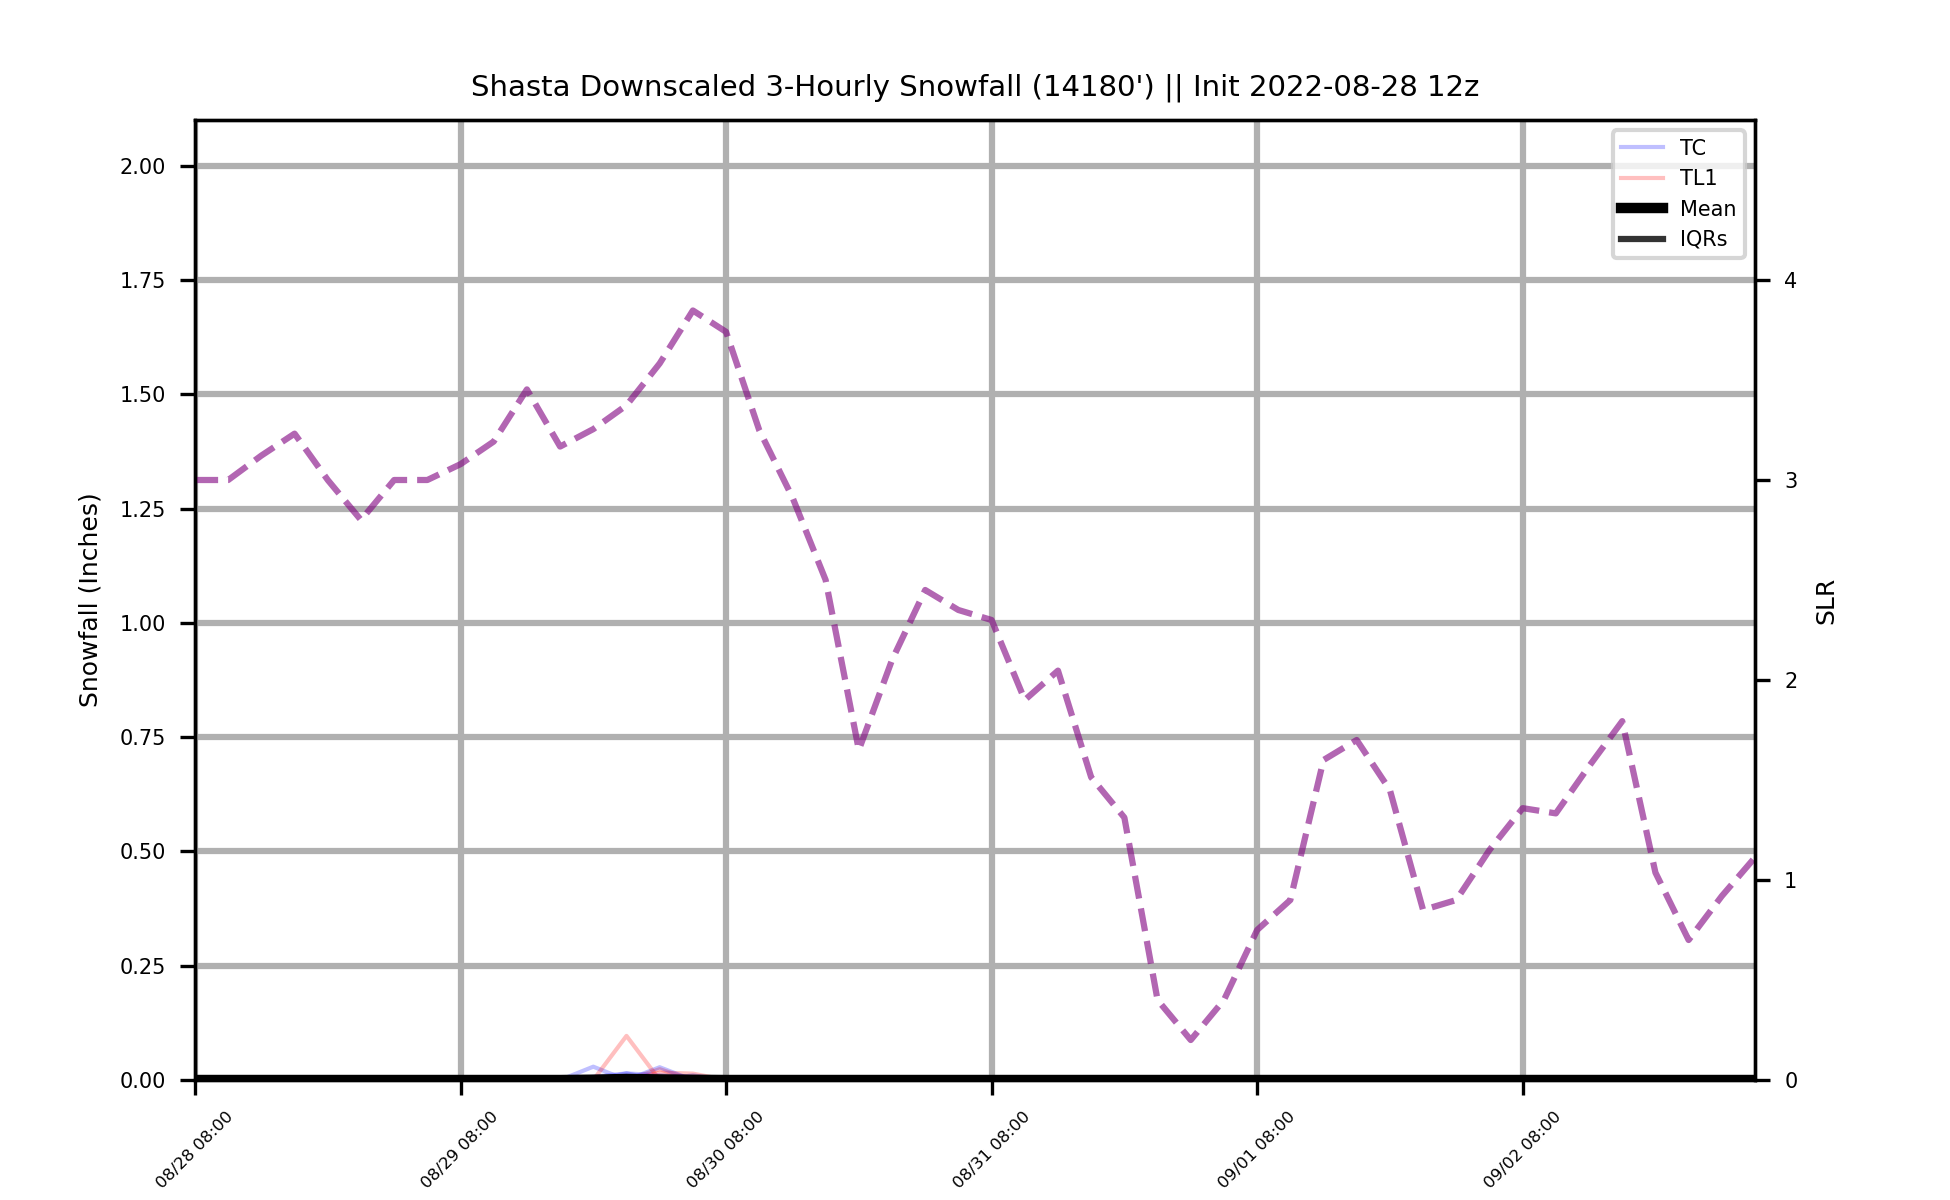 Shasta Downscaled 3-Hourly Snowfall (14180') || Init 2022-08-28 12z
TC
TL1
Mean
IQRs
Snowfall (Inches)
2.00
1.75
1.50
1.25
1.00
0.75
0.50
0.25
0.00
4
3
2
1
0
SLR
08/28 08:00
08/29 08:00
08/30 08:00
08/31 08:00
09/01 08:00
09/02 08:00